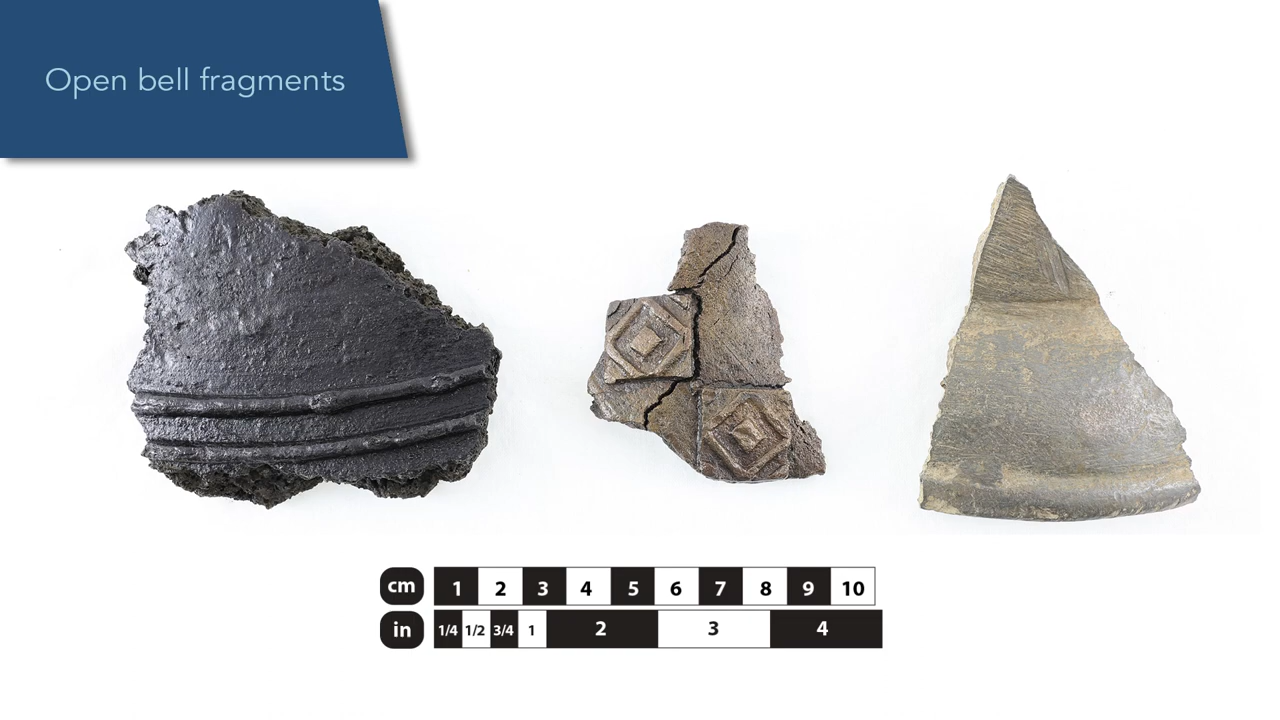 Open bell fragments
cm 1 2 3 4 5 6 7 8 9 10
in 1/4 1/2 3/4 1 2 3 4